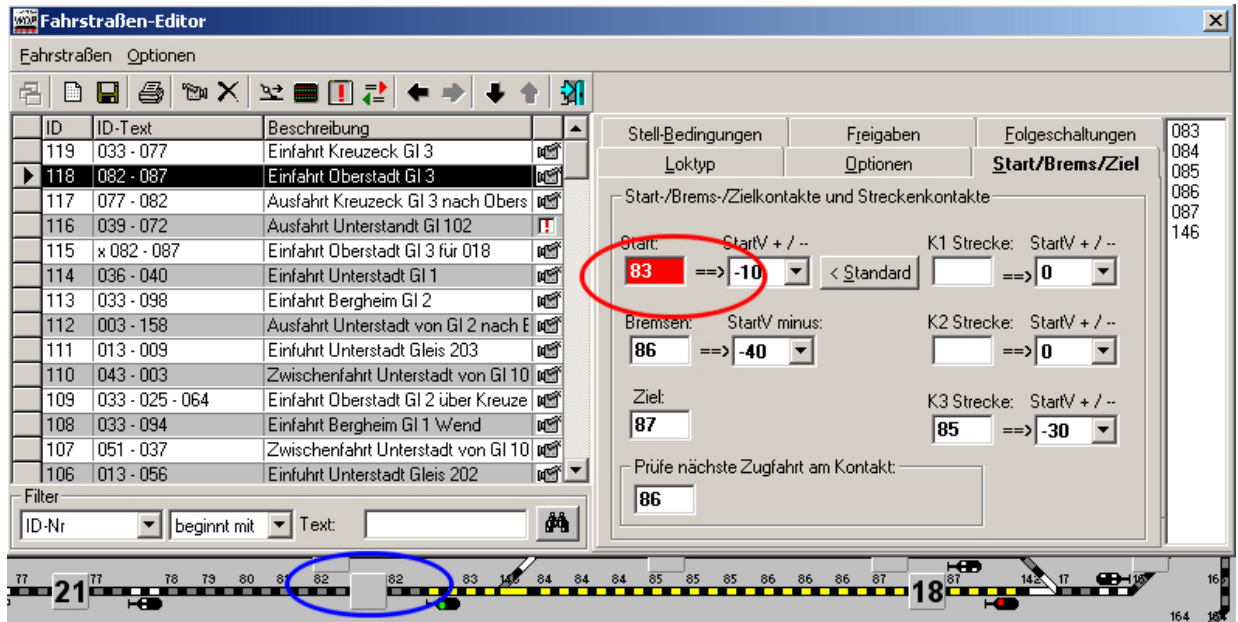 Fahrstraßen-Editor
Fahrstraßen Optionen
ID ID-Text Beschreibung
119 033 - 077 Einfahrt Kreuzeck Gl 3
118 082 - 087 Einfahrt Oberstadt Gl 3
117 077 - 082 Ausfahrt Kreuzeck Gl 3 nach Obers
116 039 - 072 Ausfahrt Unterstandt Gl 102
115 x 082 - 087 Einfahrt Oberstadt Gl 3 für 018
114 036 - 040 Einfahrt Unterstadt Gl 1
113 033 - 098 Einfahrt Bergheim Gl 2
112 003 - 158 Ausfahrt Unterstadt von Gl 2 nach E
111 013 - 009 Einfuhrt Unterstadt Gleis 203
110 043 - 003 Zwischenfahrt Unterstadt von Gl 10
109 033 - 025 - 064 Einfahrt Oberstadt Gl 2 über Kreuze
108 033 - 094 Einfahrt Bergheim Gl 1 Wend
107 051 - 037 Zwischenfahrt Unterstadt von Gl 10
106 013 - 056 Einfuhrt Unterstadt Gleis 202
Filter
ID-Nr beginnt mit Text:
Stell-Bedingungen Freigaben Folgeschaltungen
Loktyp Optionen Start/Brems/Ziel
Start-/Brems-/Zielkontakte und Streckenkontakte
Start: StartV + / -- K1 Strecke: StartV + / --
83 ==> -10 < Standard ==> 0
Bremsen: StartV minus: K2 Strecke: StartV + / --
86 ==> -40 ==> 0
Ziel: K3 Strecke: StartV + / --
87 85 ==> -30
Prüfe nächste Zugfahrt am Kontakt:
86
083
084
085
086
087
146
77 21 77 78 79 80 81 82 82 83 84 84 84 85 85 85 86 86 86 87 18 87 142 17
164